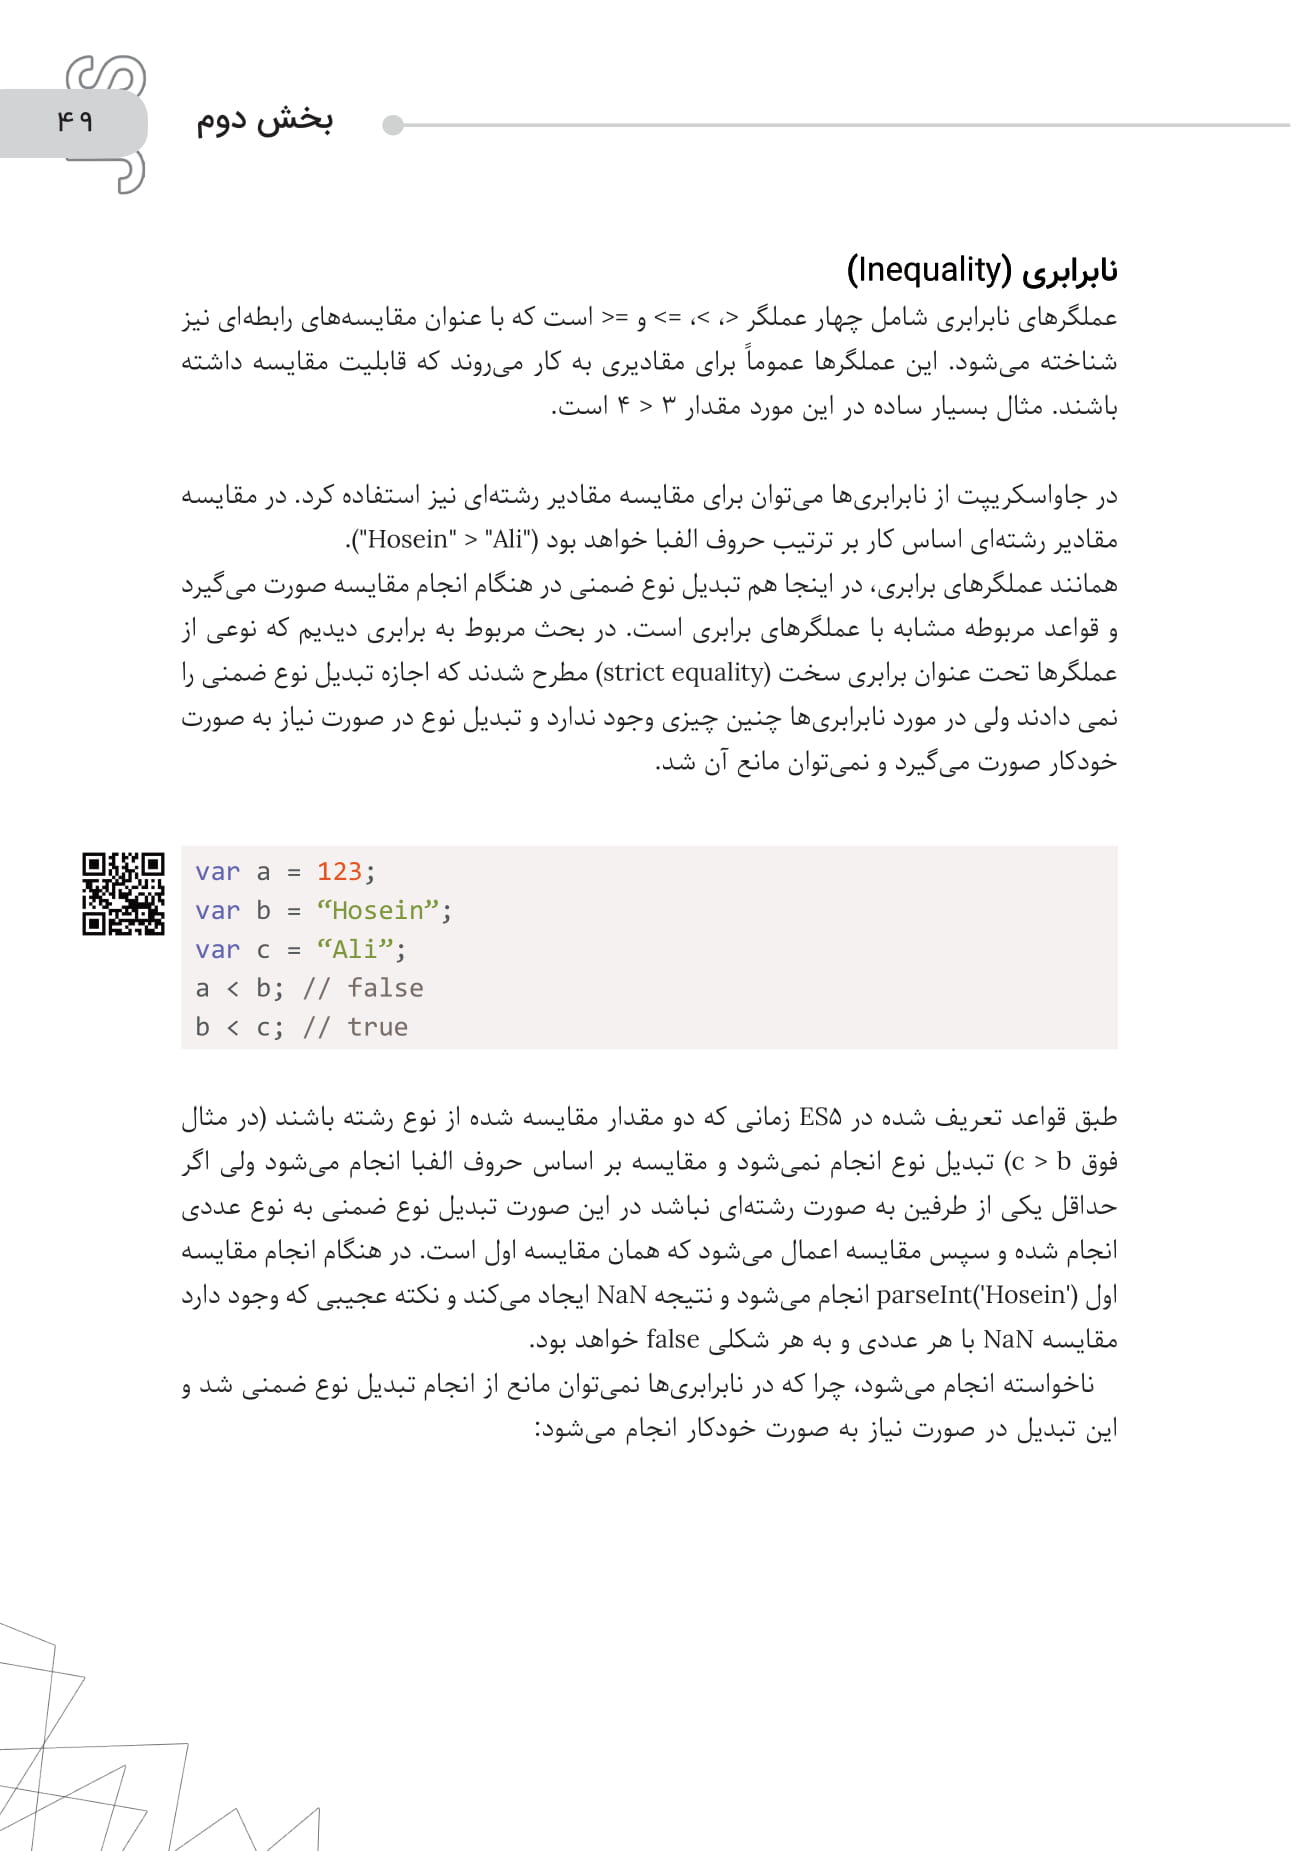 ۴۹
بخش دوم
نابرابری (Inequality)
عملگرهای نابرابری شامل چهار عملگر <، >، <= و >= است که با عنوان مقایسه‌های رابطه‌ای نیز
شناخته می‌شود. این عملگرها عموماً برای مقادیری به کار می‌روند که قابلیت مقایسه داشته
باشند. مثال بسیار ساده در این مورد مقدار ۳ < ۴ است.
در جاواسکریپت از نابرابری‌ها می‌توان برای مقایسه مقادیر رشته‌ای نیز استفاده کرد. در مقایسه
مقادیر رشته‌ای اساس کار بر ترتیب حروف الفبا خواهد بود ("Hosein" > "Ali").
همانند عملگرهای برابری، در اینجا هم تبدیل نوع ضمنی در هنگام انجام مقایسه صورت می‌گیرد
و قواعد مربوطه مشابه با عملگرهای برابری است. در بحث مربوط به برابری دیدیم که نوعی از
عملگرها تحت عنوان برابری سخت (strict equality) مطرح شدند که اجازه تبدیل نوع ضمنی را
نمی دادند ولی در مورد نابرابری‌ها چنین چیزی وجود ندارد و تبدیل نوع در صورت نیاز به صورت
خودکار صورت می‌گیرد و نمی‌توان مانع آن شد.
var a = 123;
var b = “Hosein”;
var c = “Ali”;
a < b; // false
b < c; // true
طبق قواعد تعریف شده در ES۵ زمانی که دو مقدار مقایسه شده از نوع رشته باشند (در مثال
فوق c > b) تبدیل نوع انجام نمی‌شود و مقایسه بر اساس حروف الفبا انجام می‌شود ولی اگر
حداقل یکی از طرفین به صورت رشته‌ای نباشد در این صورت تبدیل نوع ضمنی به نوع عددی
انجام شده و سپس مقایسه اعمال می‌شود که همان مقایسه اول است. در هنگام انجام مقایسه
اول parseInt('Hosein') انجام می‌شود و نتیجه NaN ایجاد می‌کند و نکته عجیبی که وجود دارد
مقایسه NaN با هر عددی و به هر شکلی false خواهد بود.
ناخواسته انجام می‌شود، چرا که در نابرابری‌ها نمی‌توان مانع از انجام تبدیل نوع ضمنی شد و
این تبدیل در صورت نیاز به صورت خودکار انجام می‌شود: